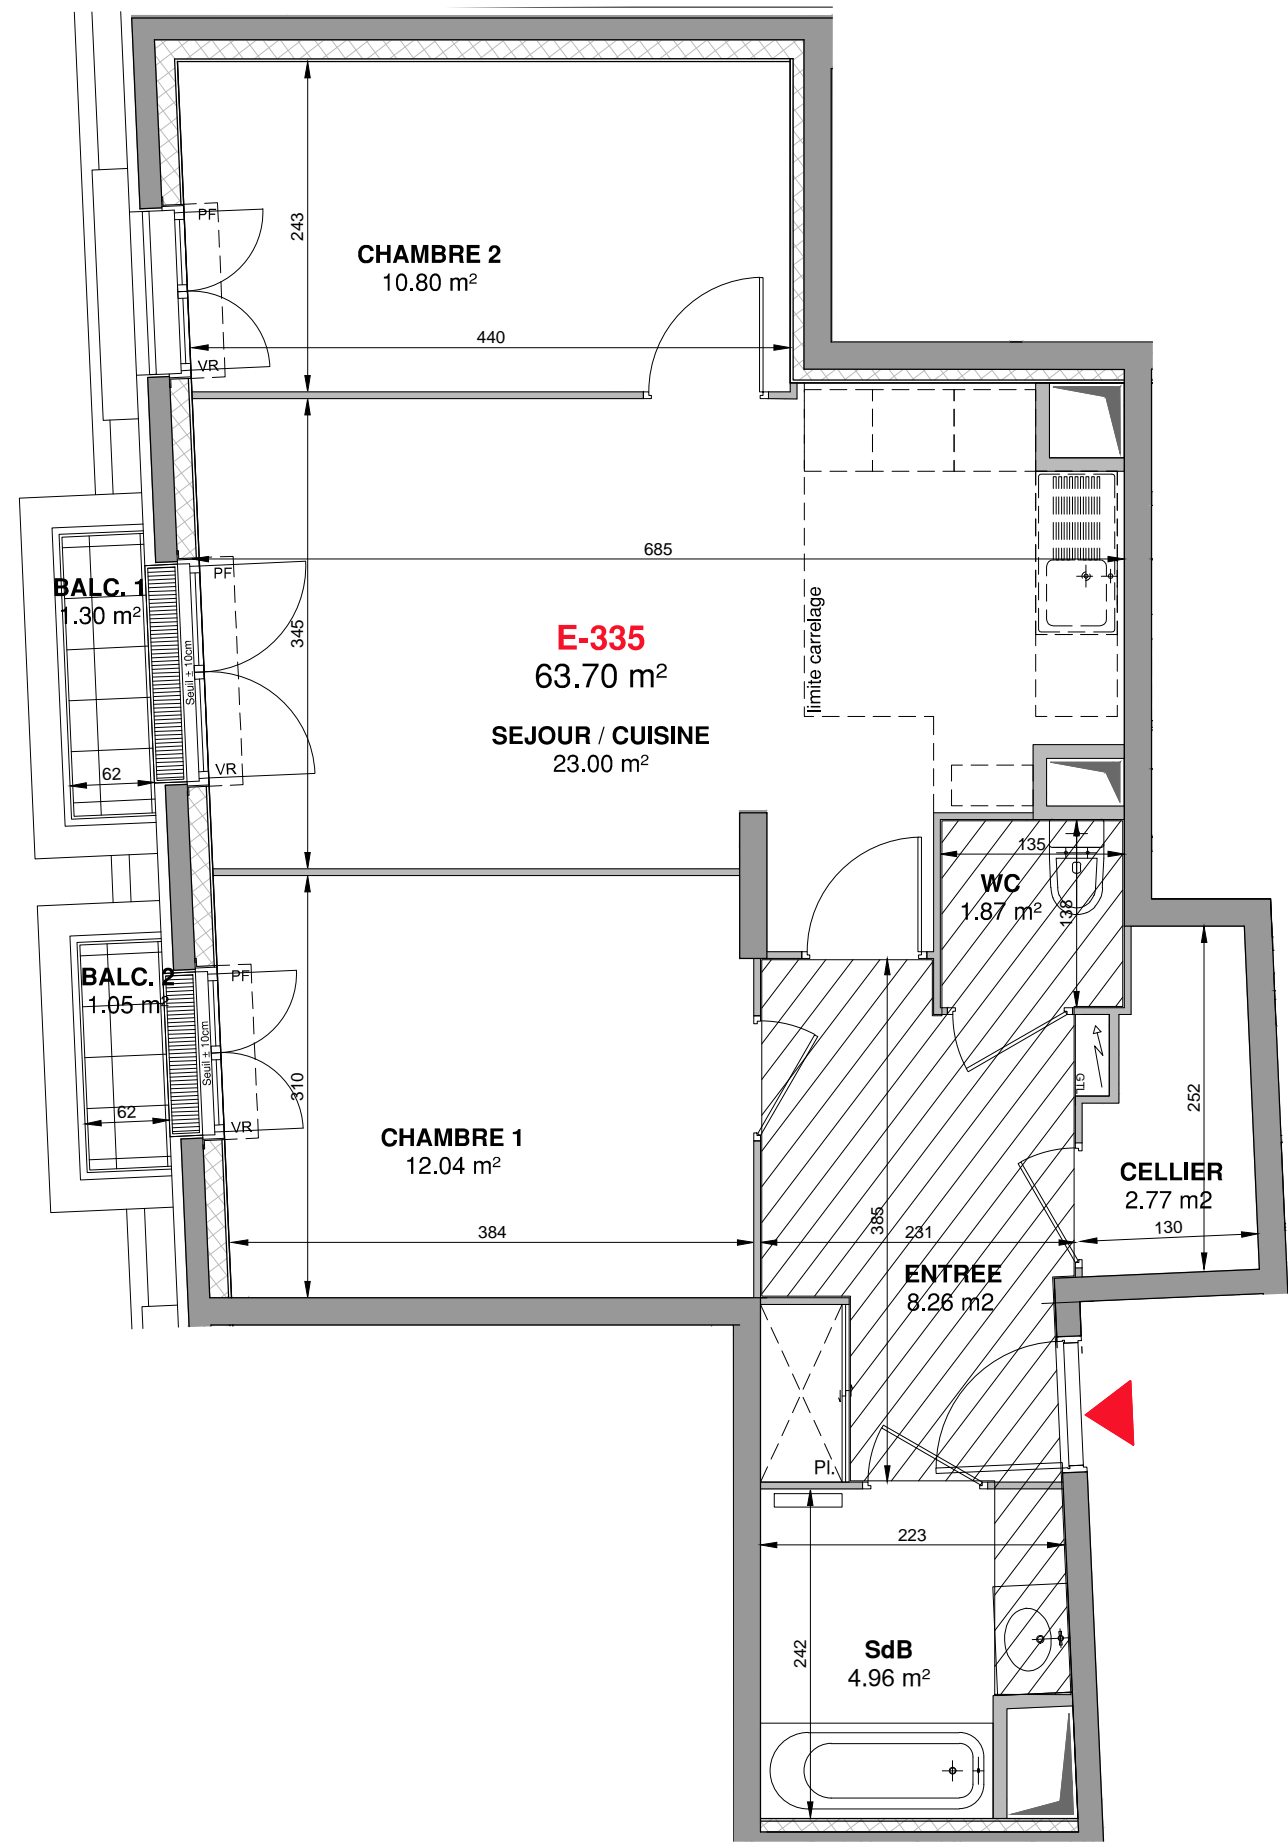 PF
243
CHAMBRE 2
10.80 m²
440
VR
685
PF
BALC. 1
1.30 m²
Seuil ± 10cm
345
E-335
63.70 m²
limite carrelage
SEJOUR / CUISINE
23.00 m²
VR
62
135
WC
1.87 m²
138
PF
BALC. 2
1.05 m²
Seuil ± 10cm
310
GTL
252
62
VR
CHAMBRE 1
12.04 m²
CELLIER
2.77 m2
384
385
231
130
ENTREE
8.26 m2
Pl.
223
242
SdB
4.96 m²